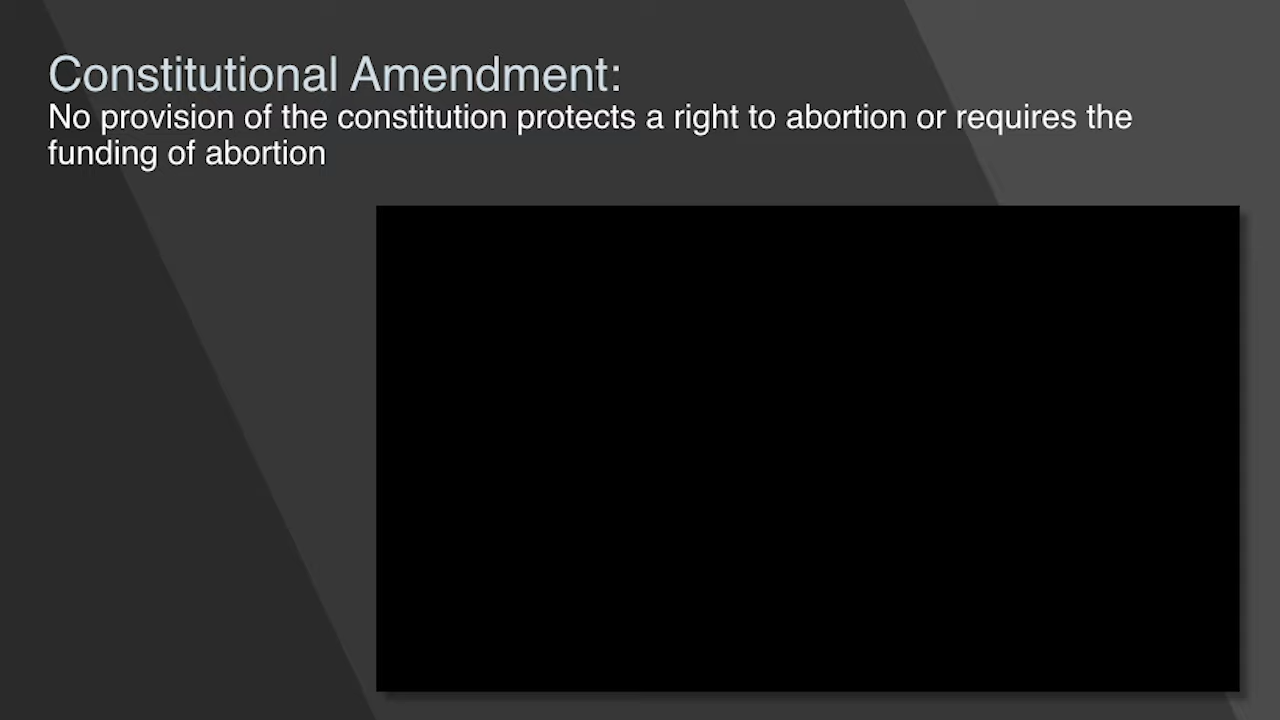 Constitutional Amendment:
No provision of the constitution protects a right to abortion or requires the
funding of abortion